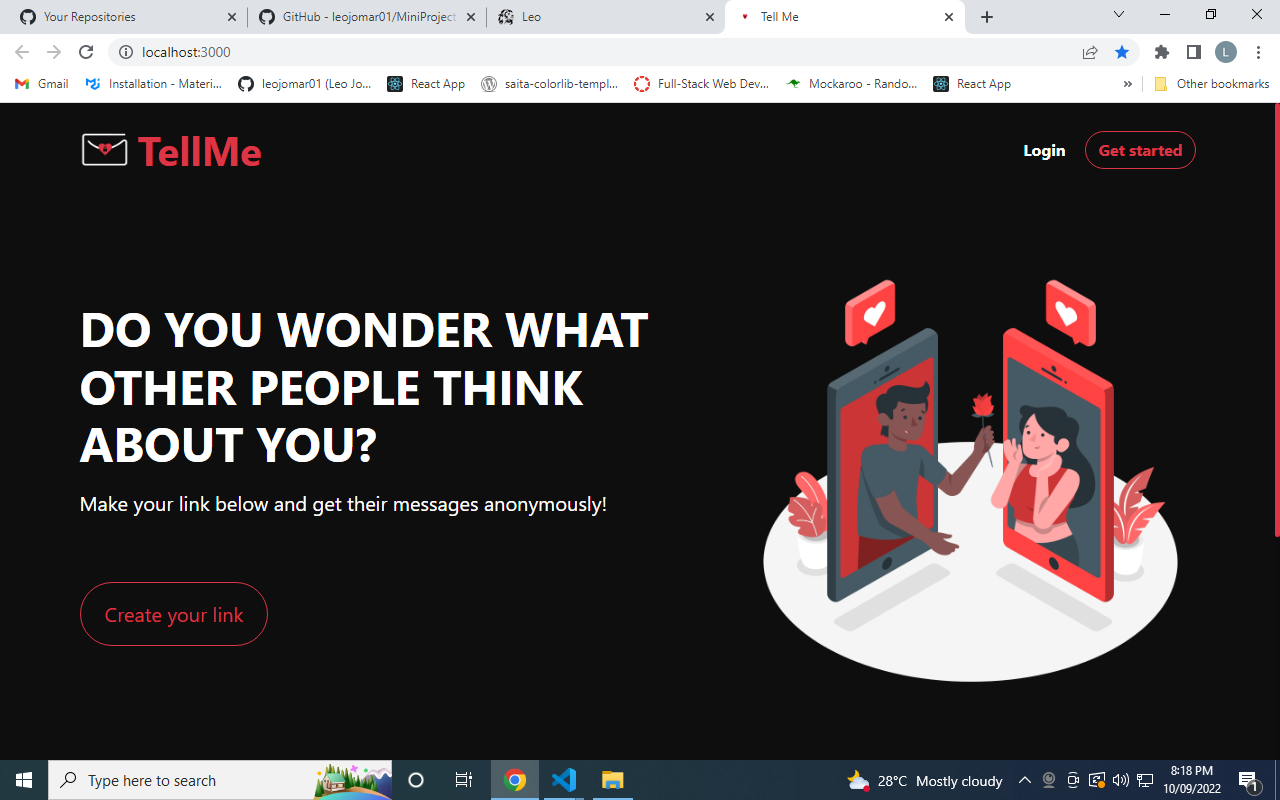 Your Repositories
GitHub - leojomar01/MiniProject
Leo
Tell Me
localhost:3000
L
Gmail
Installation - Materi...
leojomar01 (Leo Jo...
React App
saita-colorlib-templ...
Full-Stack Web Dev...
Mockaroo - Rando...
React App
»
Other bookmarks
TellMe
Login
Get started
DO YOU WONDER WHAT
OTHER PEOPLE THINK
ABOUT YOU?
Make your link below and get their messages anonymously!
Create your link
Type here to search
28°C Mostly cloudy
8:18 PM
10/09/2022
1